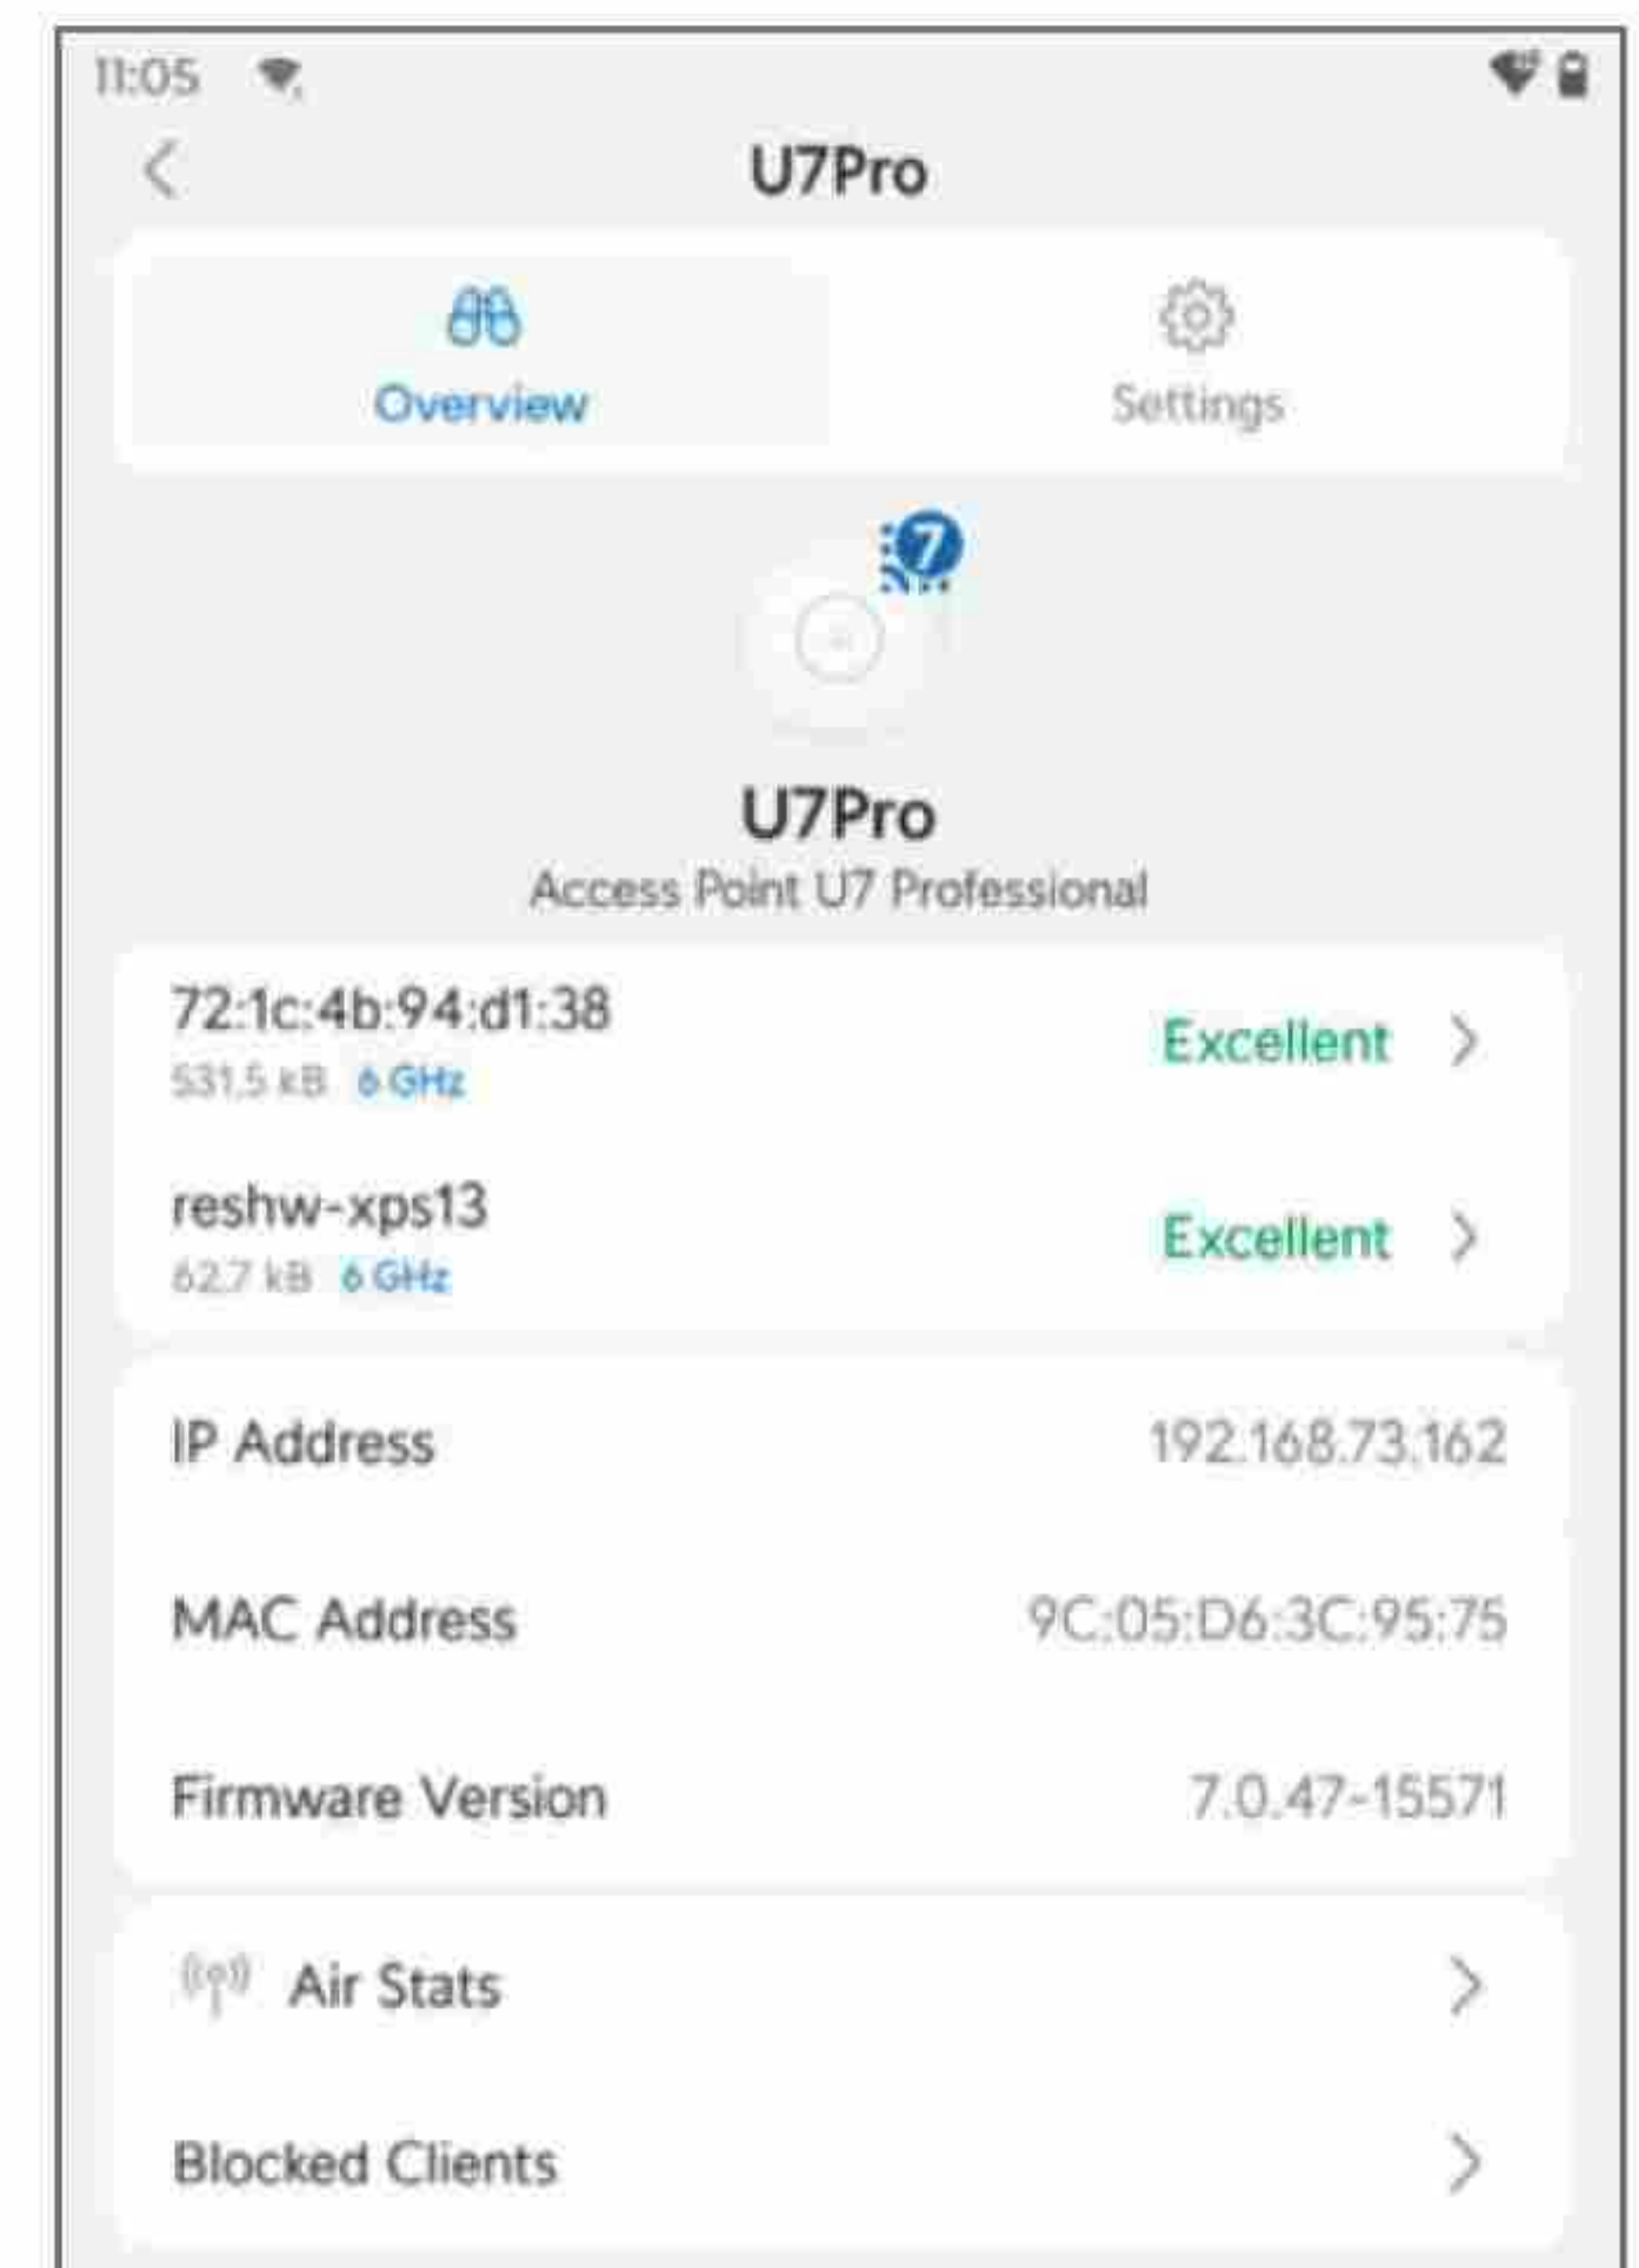 11:05
U7Pro
Overview
Settings
7
U7Pro
Access Point U7 Professional
72:1c:4b:94:d1:38
Excellent
531,5 kB 6 GHz
reshw-xps13
Excellent
62,7 kB 6 GHz
IP Address
192.168.73.162
MAC Address
9C:05:D6:3C:95:75
Firmware Version
7.0.47-15571
Air Stats
Blocked Clients